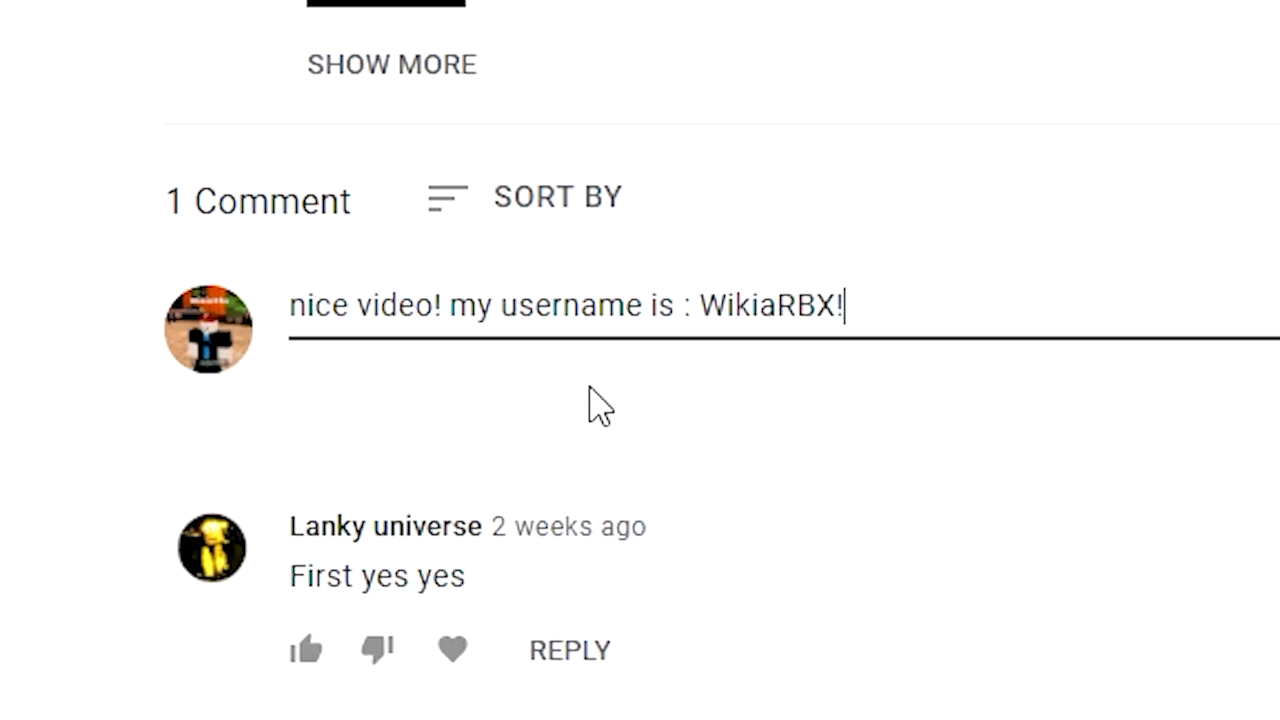 SHOW MORE
1 Comment
SORT BY
nice video! my username is : WikiaRBX!
Lanky universe 2 weeks ago
First yes yes
REPLY